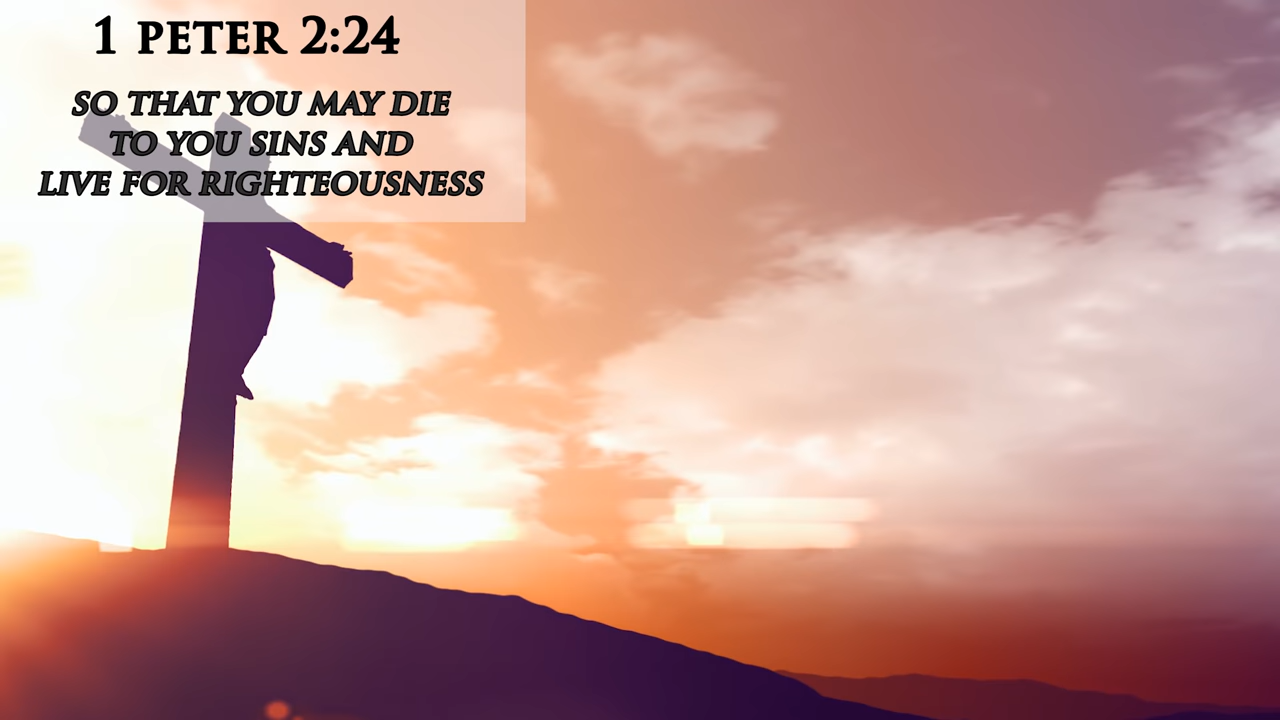 1 PETER 2:24
SO THAT YOU MAY DIE
TO YOU SINS AND
LIVE FOR RIGHTEOUSNESS